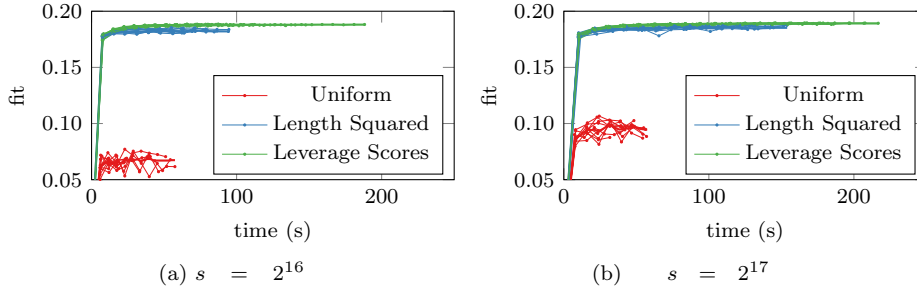 0.20
0.15
0.10
0.05
fit
Uniform
Length Squared
Leverage Scores
0 100 200
time (s)
(a) s = 2^16
0.20
0.15
0.10
0.05
fit
Uniform
Length Squared
Leverage Scores
0 100 200
time (s)
(b) s = 2^17